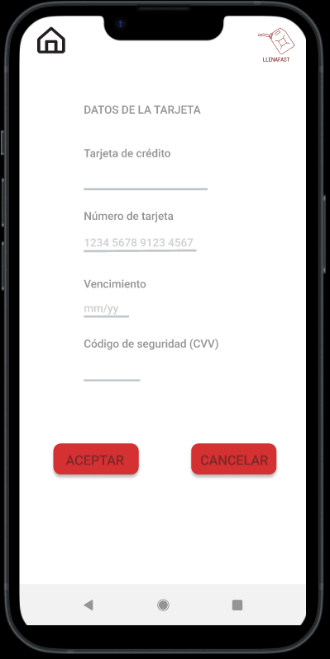 LLENAFAST
DATOS DE LA TARJETA
Tarjeta de crédito
Número de tarjeta
1234 5678 9123 4567
Vencimiento
mm/yy
Código de seguridad (CVV)
ACEPTAR
CANCELAR